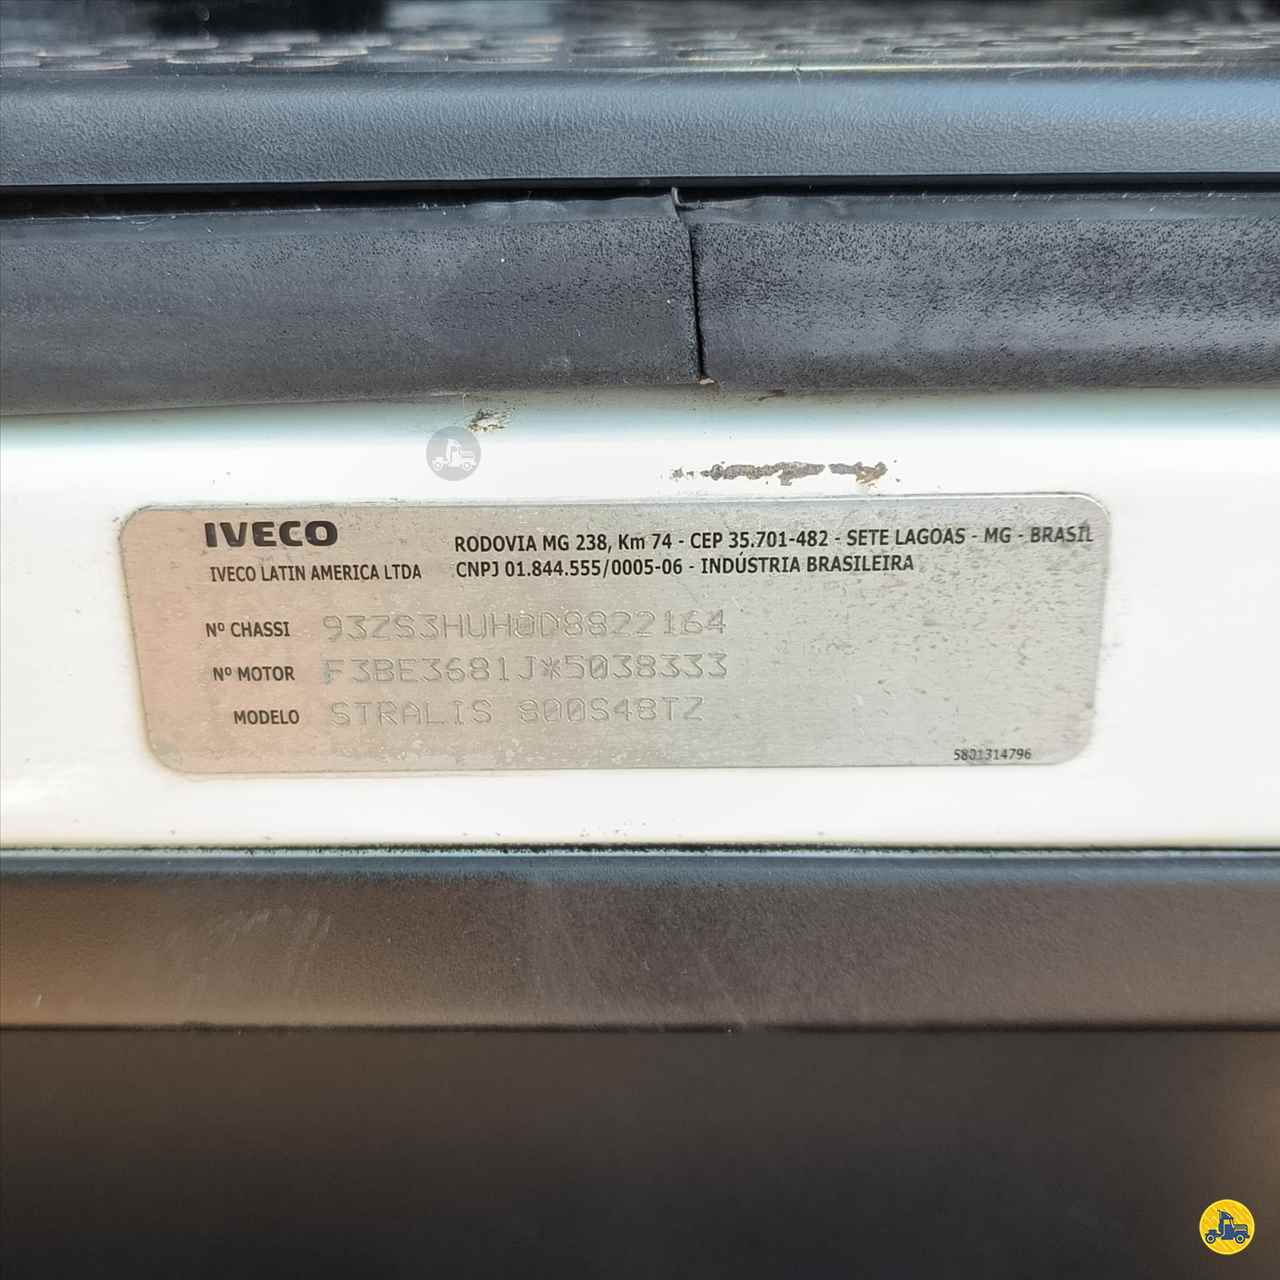 IVECO
IVECO LATIN AMERICA LTDA
RODOVIA MG 238, Km 74 - CEP 35.701-482 - SETE LAGOAS - MG - BRASIL
CNPJ 01.844.555/0005-06 - INDÚSTRIA BRASILEIRA
Nº CHASSI 93ZS3HUH0D8822164
Nº MOTOR F3BE3681J*5038333
MODELO STRALIS 800S48TZ
5801314796